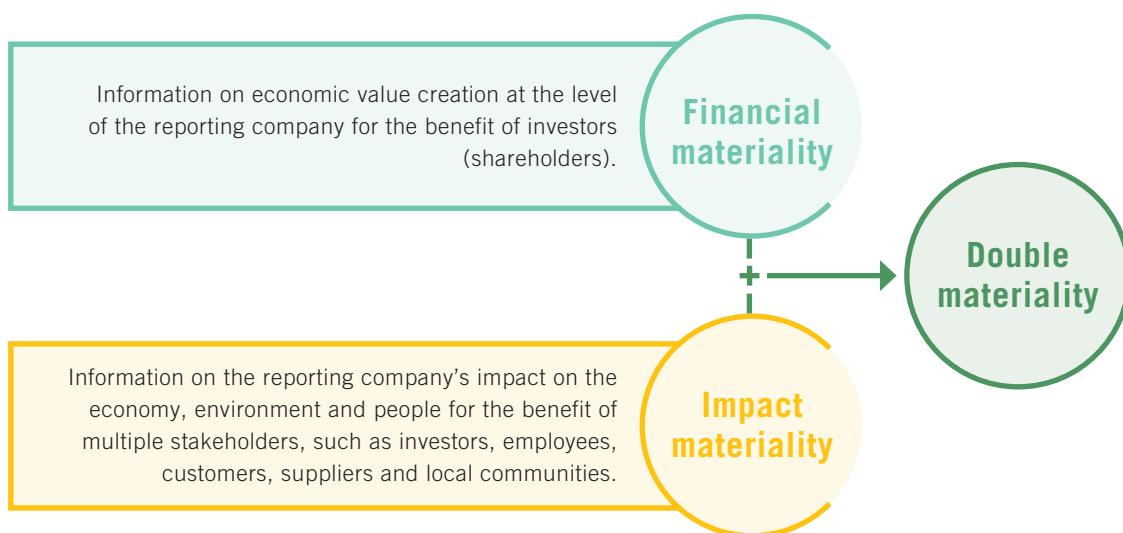 Information on economic value creation at the level
of the reporting company for the benefit of investors
(shareholders).
Financial
materiality
Double
materiality
Information on the reporting company’s impact on the
economy, environment and people for the benefit of
multiple stakeholders, such as investors, employees,
customers, suppliers and local communities.
Impact
materiality